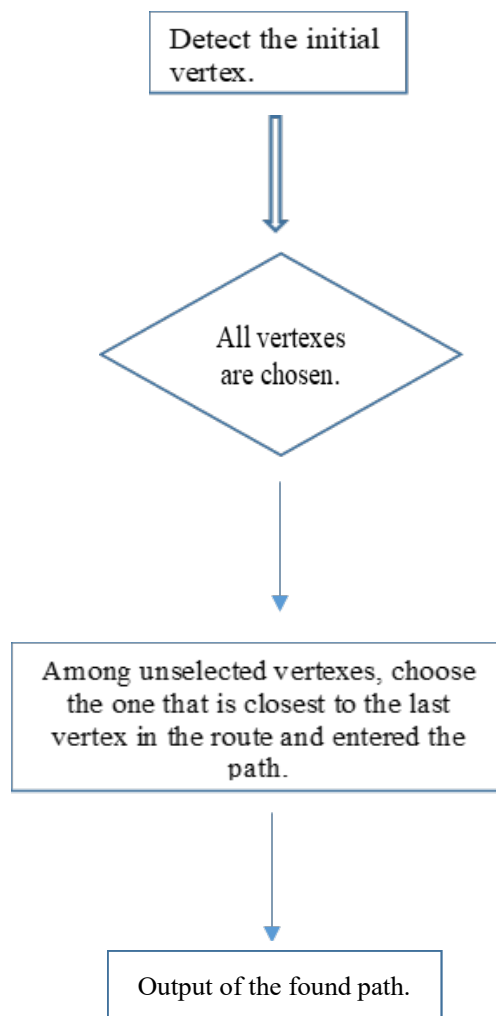 Detect the initial
vertex.
All vertexes
are chosen.
Among unselected vertexes, choose
the one that is closest to the last
vertex in the route and entered the
path.
Output of the found path.